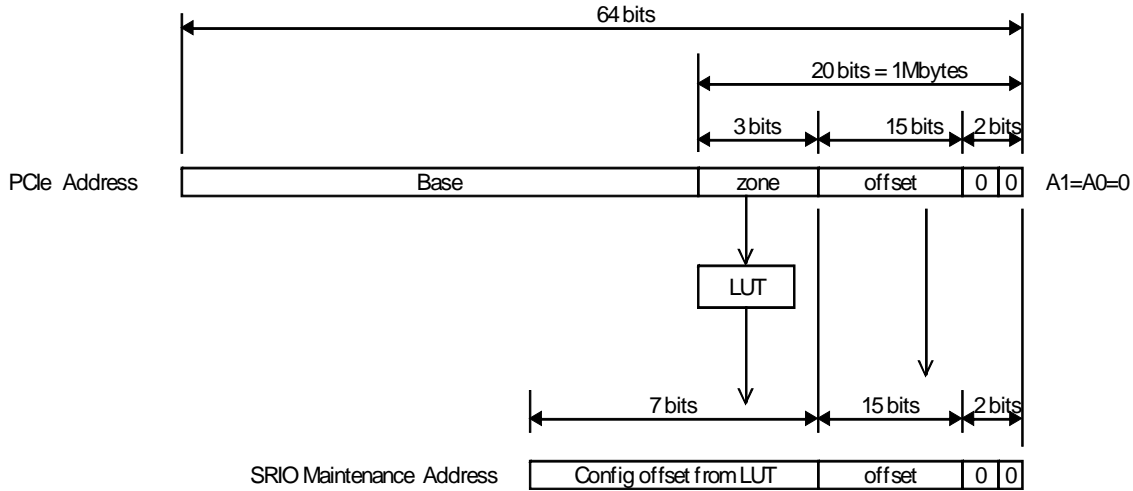 64 bits
20 bits = 1Mbytes
3 bits 15 bits 2 bits
PCIe Address Base zone offset 0 0 A1=A0=0
LUT
7 bits 15 bits 2 bits
SRIO Maintenance Address Config offset from LUT offset 0 0